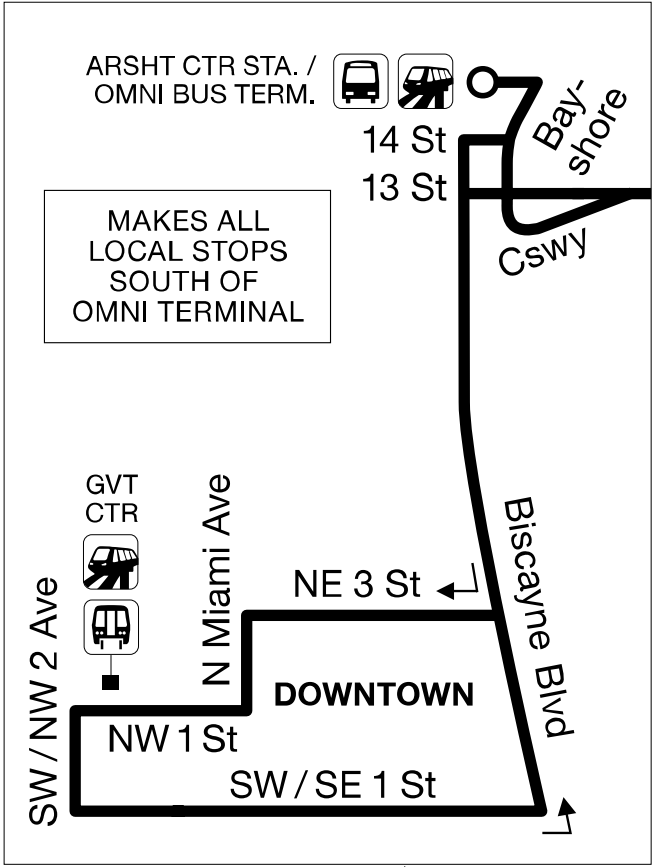 ARSHT CTR STA. /
OMNI BUS TERM.
Bay-
shore
14 St
13 St
Cswy
MAKES ALL
LOCAL STOPS
SOUTH OF
OMNI TERMINAL
GVT
CTR
N Miami Ave
Biscayne Blvd
NE 3 St
SW / NW 2 Ave
DOWNTOWN
NW 1 St
SW / SE 1 St